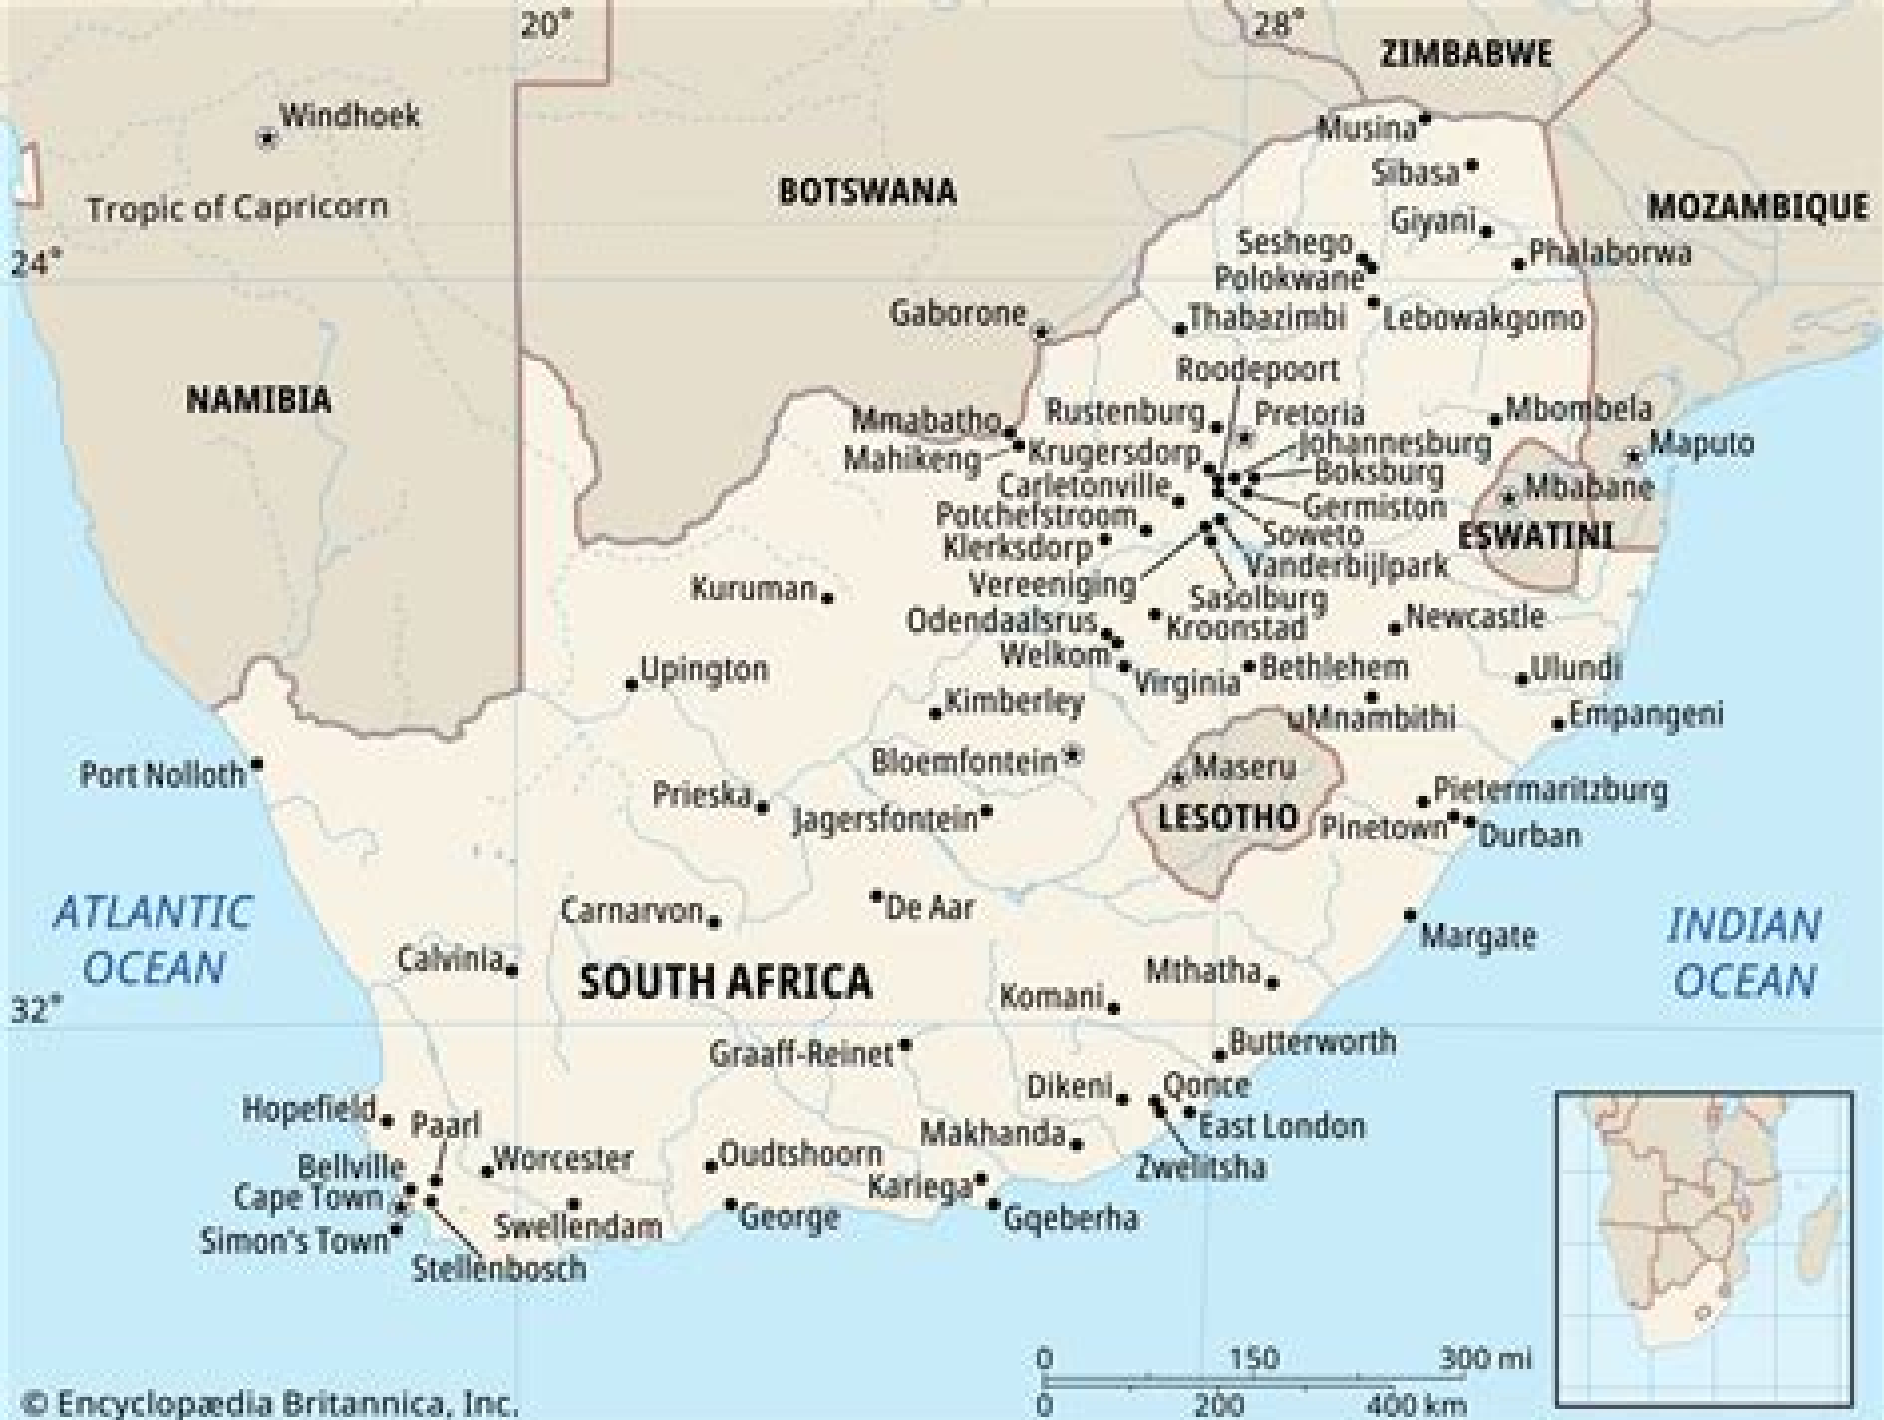 20°
28°
ZIMBABWE
Windhoek
Musina
Sibasa
BOTSWANA
Tropic of Capricorn
MOZAMBIQUE
Giyani
Seshego
Phalaborwa
24°
Polokwane
Gaborone
Thabazimbi
Lebowakgomo
Roodepoort
NAMIBIA
Mmabatho
Rustenburg
Pretoria
Mbombela
Johannesburg
Maputo
Mahikeng
Krugersdorp
Boksburg
Carletonville
Mbabane
Germiston
Potchefstroom
Soweto
ESWATINI
Klerksdorp
Vanderbijlpark
Vereeniging
Kuruman
Sasolburg
Odendaalsrus
Kroonstad
Newcastle
Welkom
Upington
Virginia
Bethlehem
Ulundi
Kimberley
uMnambithi
Empangeni
Bloemfontein
Maseru
Port Nolloth
Prieska
Pietermaritzburg
Jagersfontein
LESOTHO
Pinetown
Durban
ATLANTIC
OCEAN
Carnarvon
De Aar
INDIAN
OCEAN
Margate
Calvinia
SOUTH AFRICA
Mthatha
Komani
32°
Graaff-Reinet
Butterworth
Dikeni
Qonce
Hopefield
Paarl
East London
Makhanda
Bellville
Worcester
Oudtshoorn
Zwelitsha
Cape Town
Kariega
Swellendam
George
Gqeberha
Simon's Town
Stellenbosch
0 150 300 mi
0 200 400 km
© Encyclopædia Britannica, Inc.